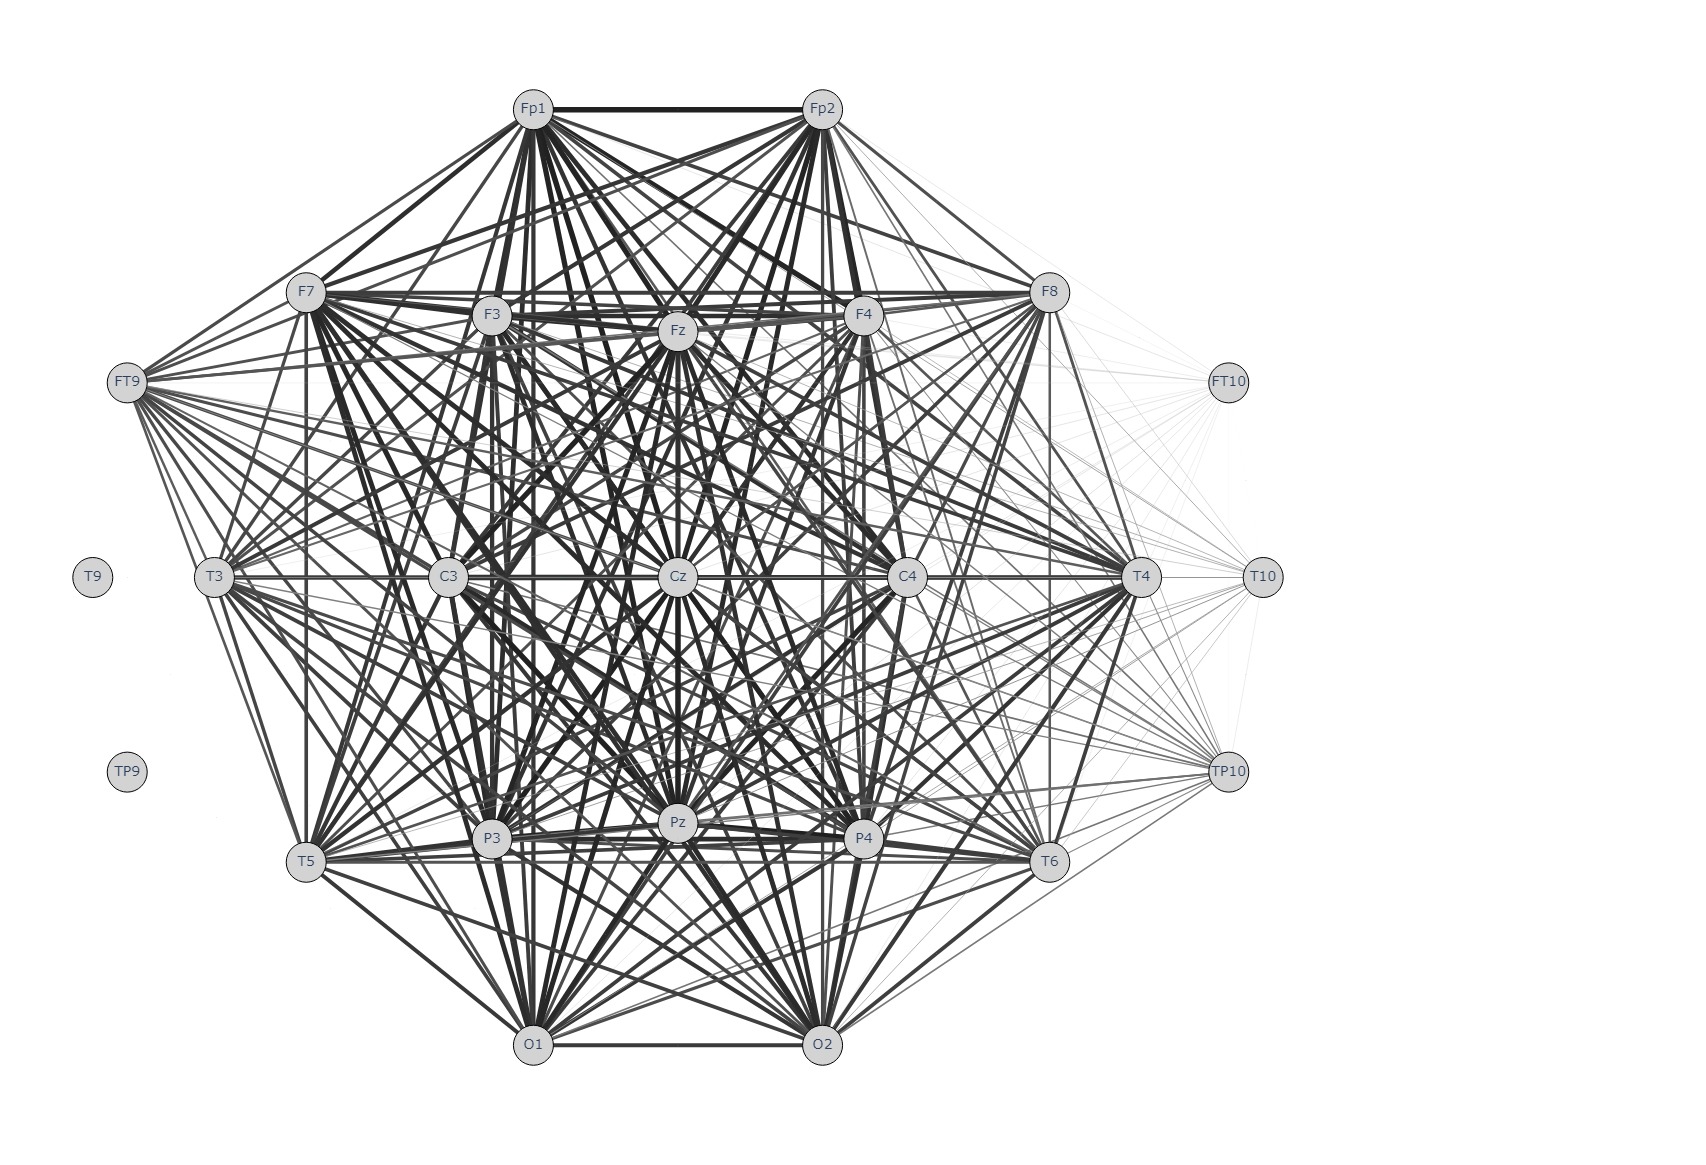 Fp1 Fp2
F7 F3 Fz F4 F8
FT9 FT10
T9 T3 C3 Cz C4 T4 T10
TP9 TP10
T5 P3 Pz P4 T6
O1 O2